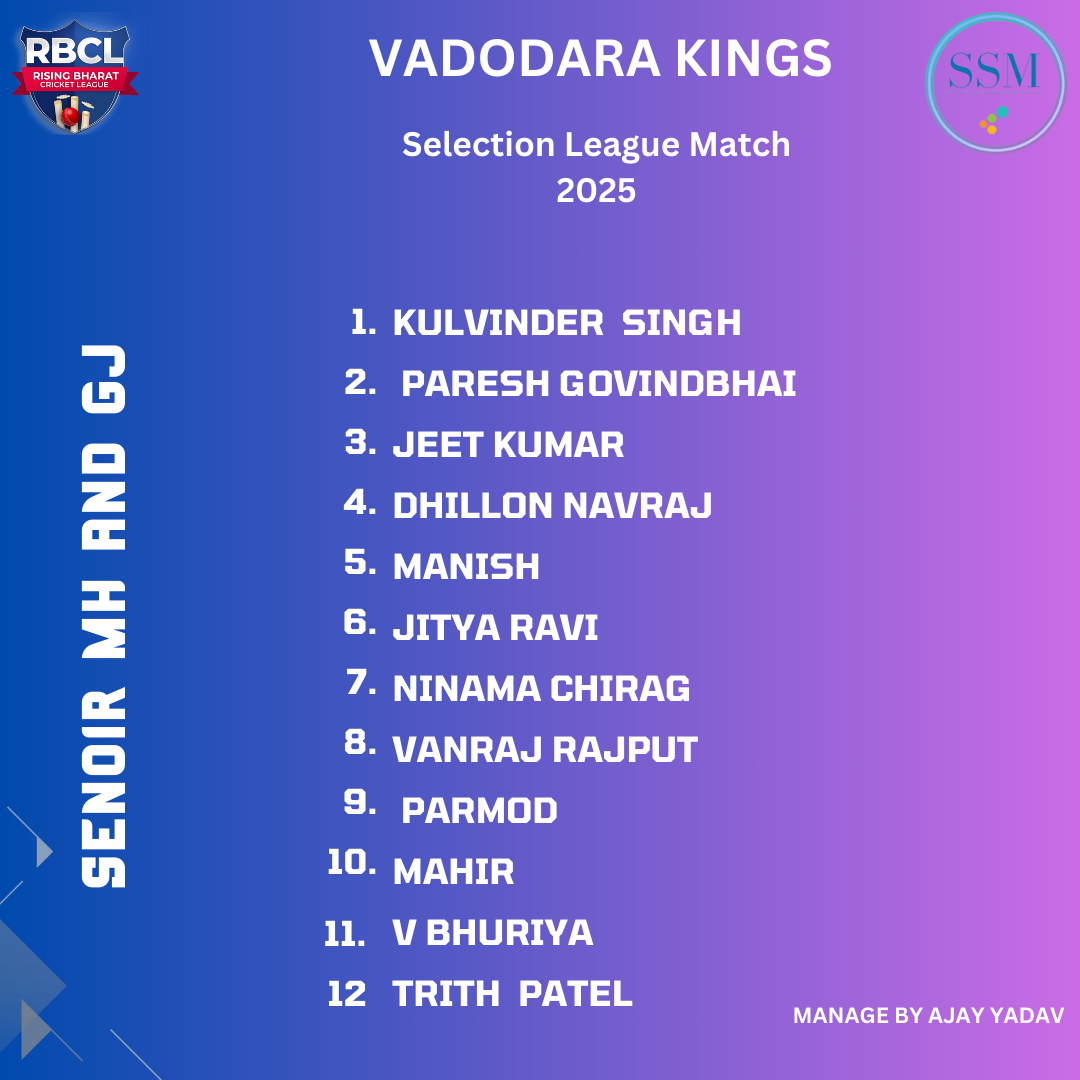 RBCL
RISING BHARAT
CRICKET LEAGUE
VADODARA KINGS
SSM
Selection League Match
2025
SENOIR MH AND GJ
1. KULVINDER SINGH
2. PARESH GOVINDBHAI
3. JEET KUMAR
4. DHILLON NAVRAJ
5. MANISH
6. JITYA RAVI
7. NINAMA CHIRAG
8. VANRAJ RAJPUT
9. PARMOD
10. MAHIR
11. V BHURIYA
12 TRITH PATEL
MANAGE BY AJAY YADAV